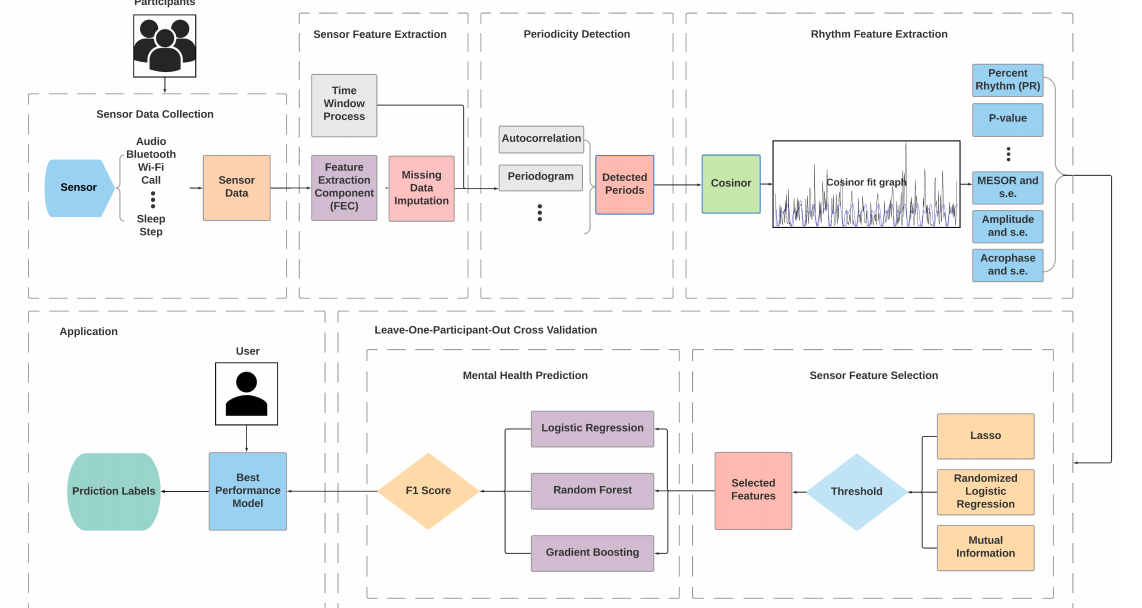 Participants
Sensor Data Collection
Sensor
Audio
Bluetooth
Wi-Fi
Call
Sleep
Step
Sensor
Data
Sensor Feature Extraction
Time
Window
Process
Feature
Extraction
Component
(FEC)
Missing
Data
Imputation
Periodicity Detection
Autocorrelation
Periodogram
Detected
Periods
Rhythm Feature Extraction
Cosinor
Cosinor fit graph
Percent
Rhythm (PR)
P-value
MESOR and
s.e.
Amplitude
and s.e.
Acrophase
and s.e.
Application
User
Best
Performance
Model
Prdiction Labels
Leave-One-Participant-Out Cross Validation
Mental Health Prediction
Logistic Regression
Random Forest
Gradient Boosting
F1 Score
Sensor Feature Selection
Selected
Features
Threshold
Lasso
Randomized
Logistic
Regression
Mutual
Information